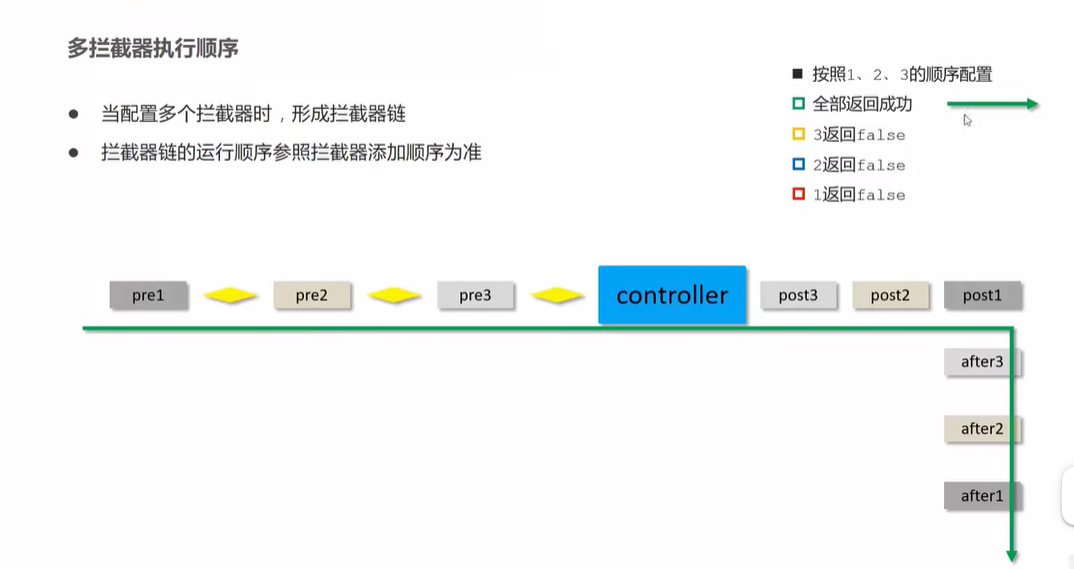 多拦截器执行顺序
当配置多个拦截器时，形成拦截器链
拦截器链的运行顺序参照拦截器添加顺序为准
按照1、2、3的顺序配置
全部返回成功
3返回false
2返回false
1返回false
pre1 pre2 pre3 controller post3 post2 post1
after3
after2
after1